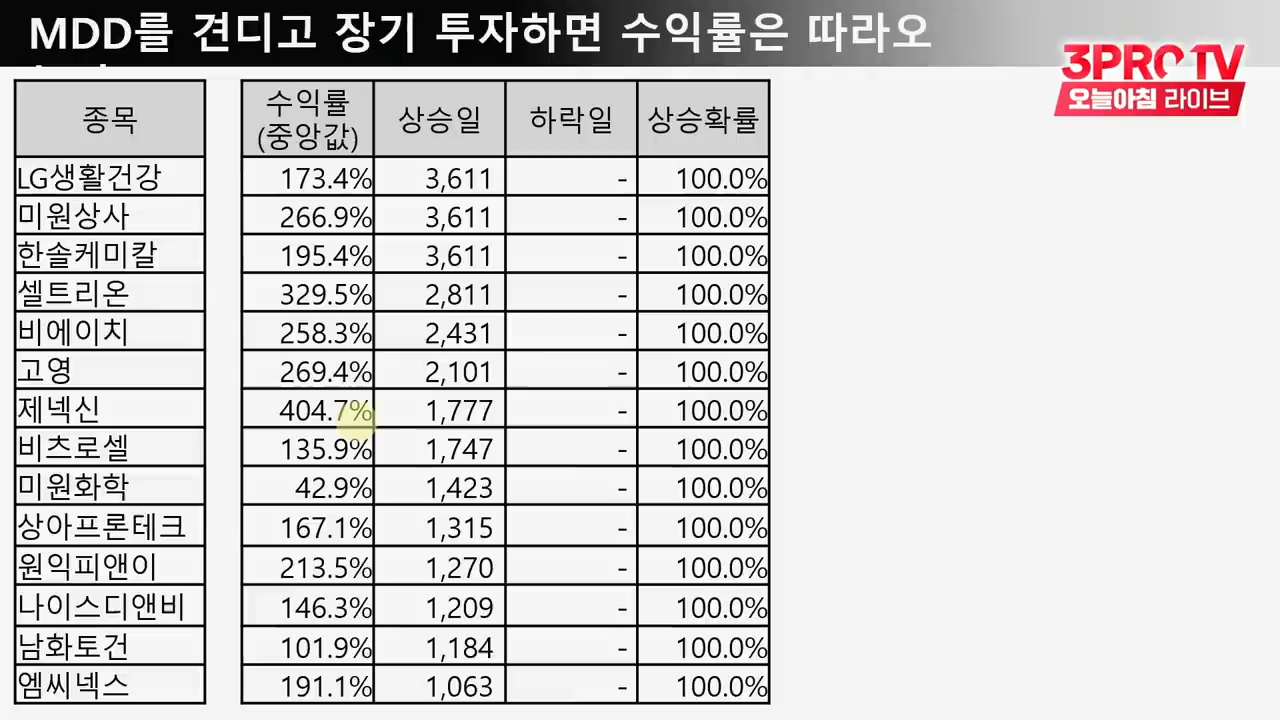 MDD를 견디고 장기 투자하면 수익률은 따라오
3PRO TV
오늘아침 라이브
종목 수익률 (중앙값) 상승일 하락일 상승확률
LG생활건강 173.4% 3,611 - 100.0%
미원상사 266.9% 3,611 - 100.0%
한솔케미칼 195.4% 3,611 - 100.0%
셀트리온 329.5% 2,811 - 100.0%
비에이치 258.3% 2,431 - 100.0%
고영 269.4% 2,101 - 100.0%
제넥신 404.7% 1,777 - 100.0%
비츠로셀 135.9% 1,747 - 100.0%
미원화학 42.9% 1,423 - 100.0%
상아프론테크 167.1% 1,315 - 100.0%
원익피앤이 213.5% 1,270 - 100.0%
나이스디앤비 146.3% 1,209 - 100.0%
남화토건 101.9% 1,184 - 100.0%
엠씨넥스 191.1% 1,063 - 100.0%